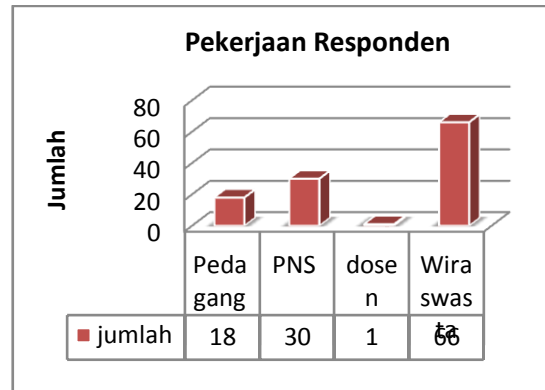 Pekerjaan Responden
Jumlah
80
60
40
20
0
Peda
gang
PNS
dose
n
Wira
swas
ta
jumlah 18 30 1 66